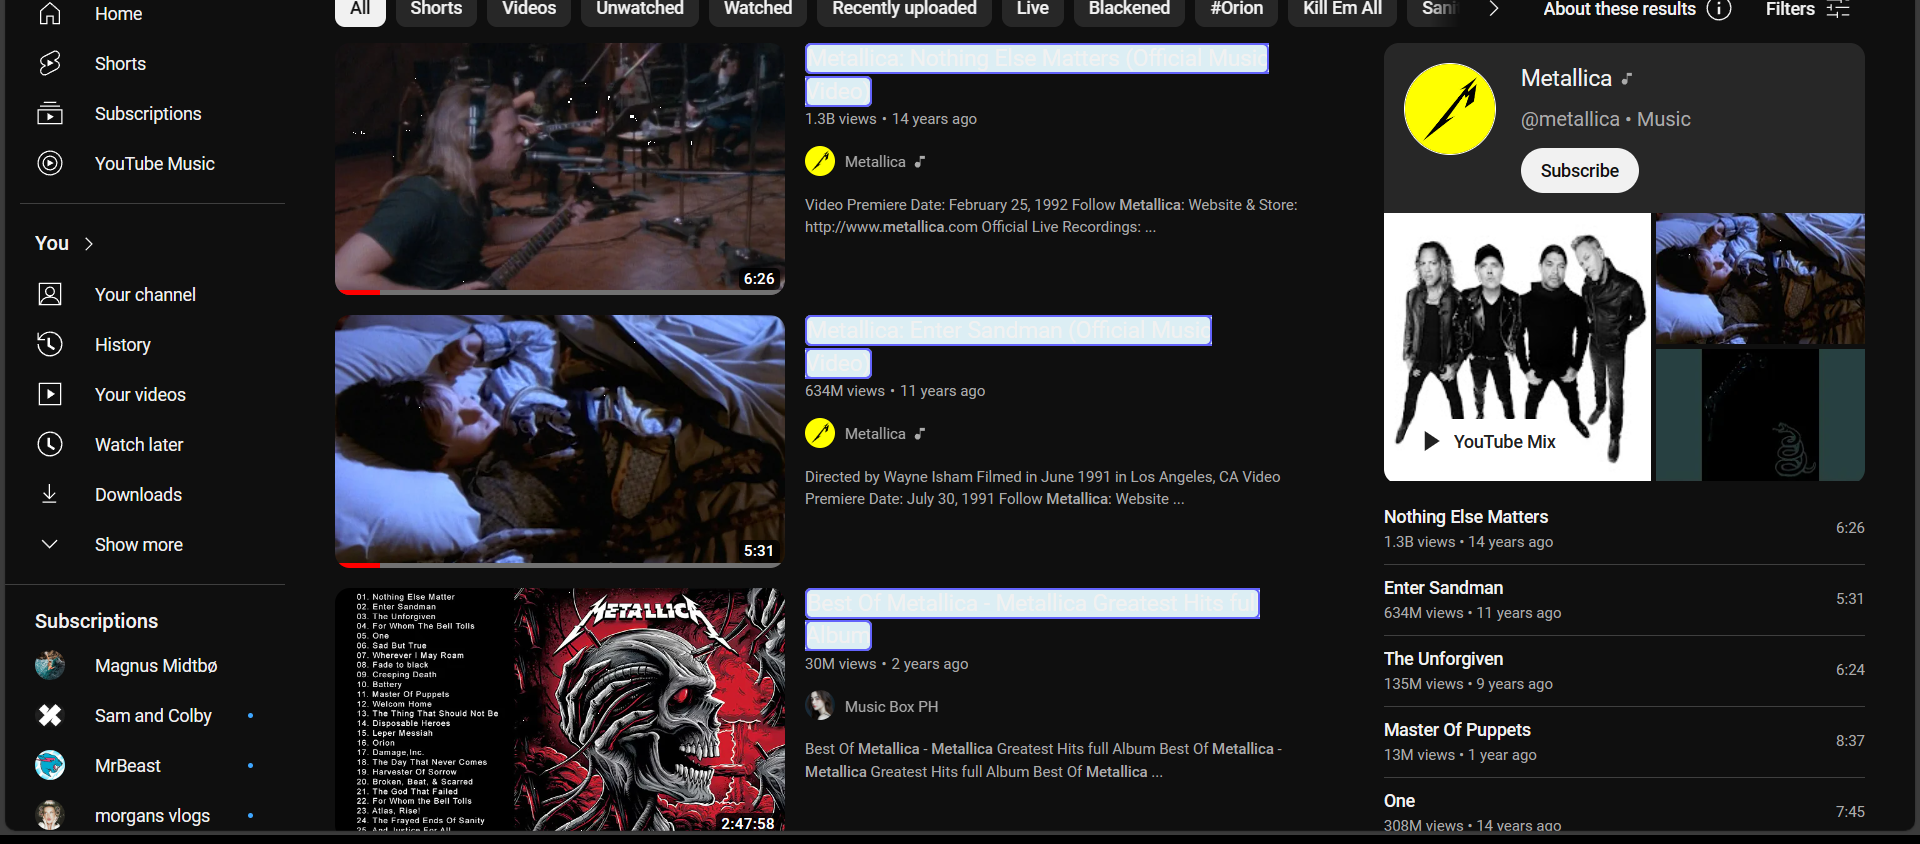 Home
Shorts
Subscriptions
YouTube Music
You
Your channel
History
Your videos
Watch later
Downloads
Show more
Subscriptions
Magnus Midtbø
Sam and Colby
MrBeast
morgans vlogs
All Shorts Videos Unwatched Watched Recently uploaded Live Blackened #Orion Kill Em All
About these results Filters
6:26
Metallica: Nothing Else Matters (Official Music
Video)
1.3B views • 14 years ago
Metallica
Video Premiere Date: February 25, 1992 Follow Metallica: Website & Store:
http://www.metallica.com Official Live Recordings: ...
5:31
Metallica: Enter Sandman (Official Music
Video)
634M views • 11 years ago
Metallica
Directed by Wayne Isham Filmed in June 1991 in Los Angeles, CA Video
Premiere Date: July 30, 1991 Follow Metallica: Website ...
01. Nothing Else Matter
02. Enter Sandman
03. The Unforgiven
04. For Whom The Bell Tolls
05. One
06. Sad But True
07. Wherever I May Roam
08. Fade to black
09. Creeping Death
10. Battery
11. Master Of Puppets
12. Welcom Home
13. The Thing That Should Not Be
14. Disposable Heroes
15. Leper Messiah
16. Orion
17. Damage,Inc.
18. The Day That Never Comes
19. Harvester Of Sorrow
20. Broken, Beat, & Scarred
21. The God That Failed
22. For Whom the Bell Tolls
23. Atlas, Rise!
24. The Frayed Ends Of Sanity
25. And Justice For All
METALLICA
2:47:58
Best Of Metallica - Metallica Greatest Hits full
Album
30M views • 2 years ago
Music Box PH
Best Of Metallica - Metallica Greatest Hits full Album Best Of Metallica -
Metallica Greatest Hits full Album Best Of Metallica ...
Metallica
@metallica • Music
Subscribe
YouTube Mix
Nothing Else Matters
1.3B views • 14 years ago
6:26
Enter Sandman
634M views • 11 years ago
5:31
The Unforgiven
135M views • 9 years ago
6:24
Master Of Puppets
13M views • 1 year ago
8:37
One
308M views • 14 years ago
7:45